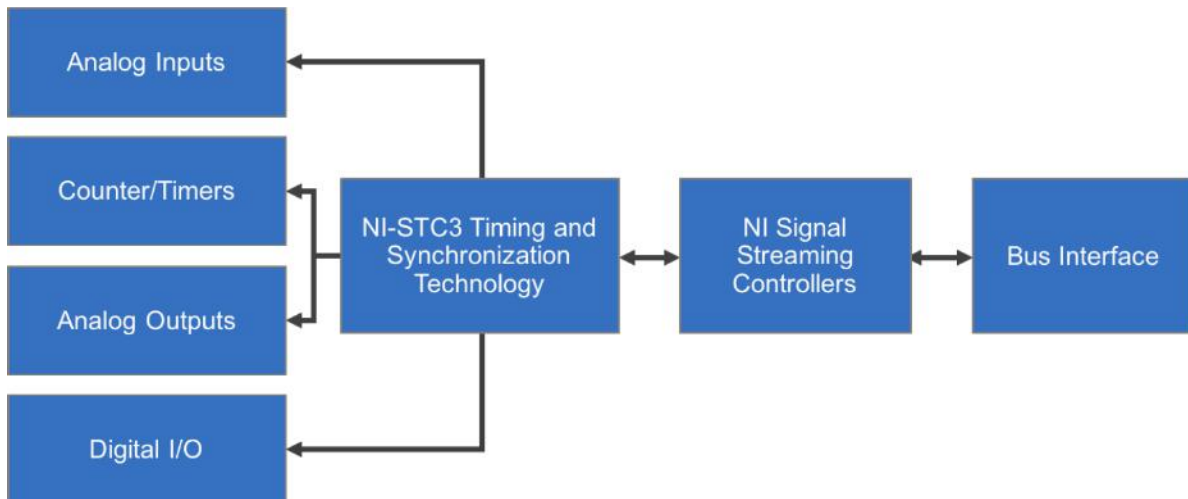 Analog Inputs
Counter/Timers
Analog Outputs
Digital I/O
NI-STC3 Timing and
Synchronization
Technology
NI Signal
Streaming
Controllers
Bus Interface